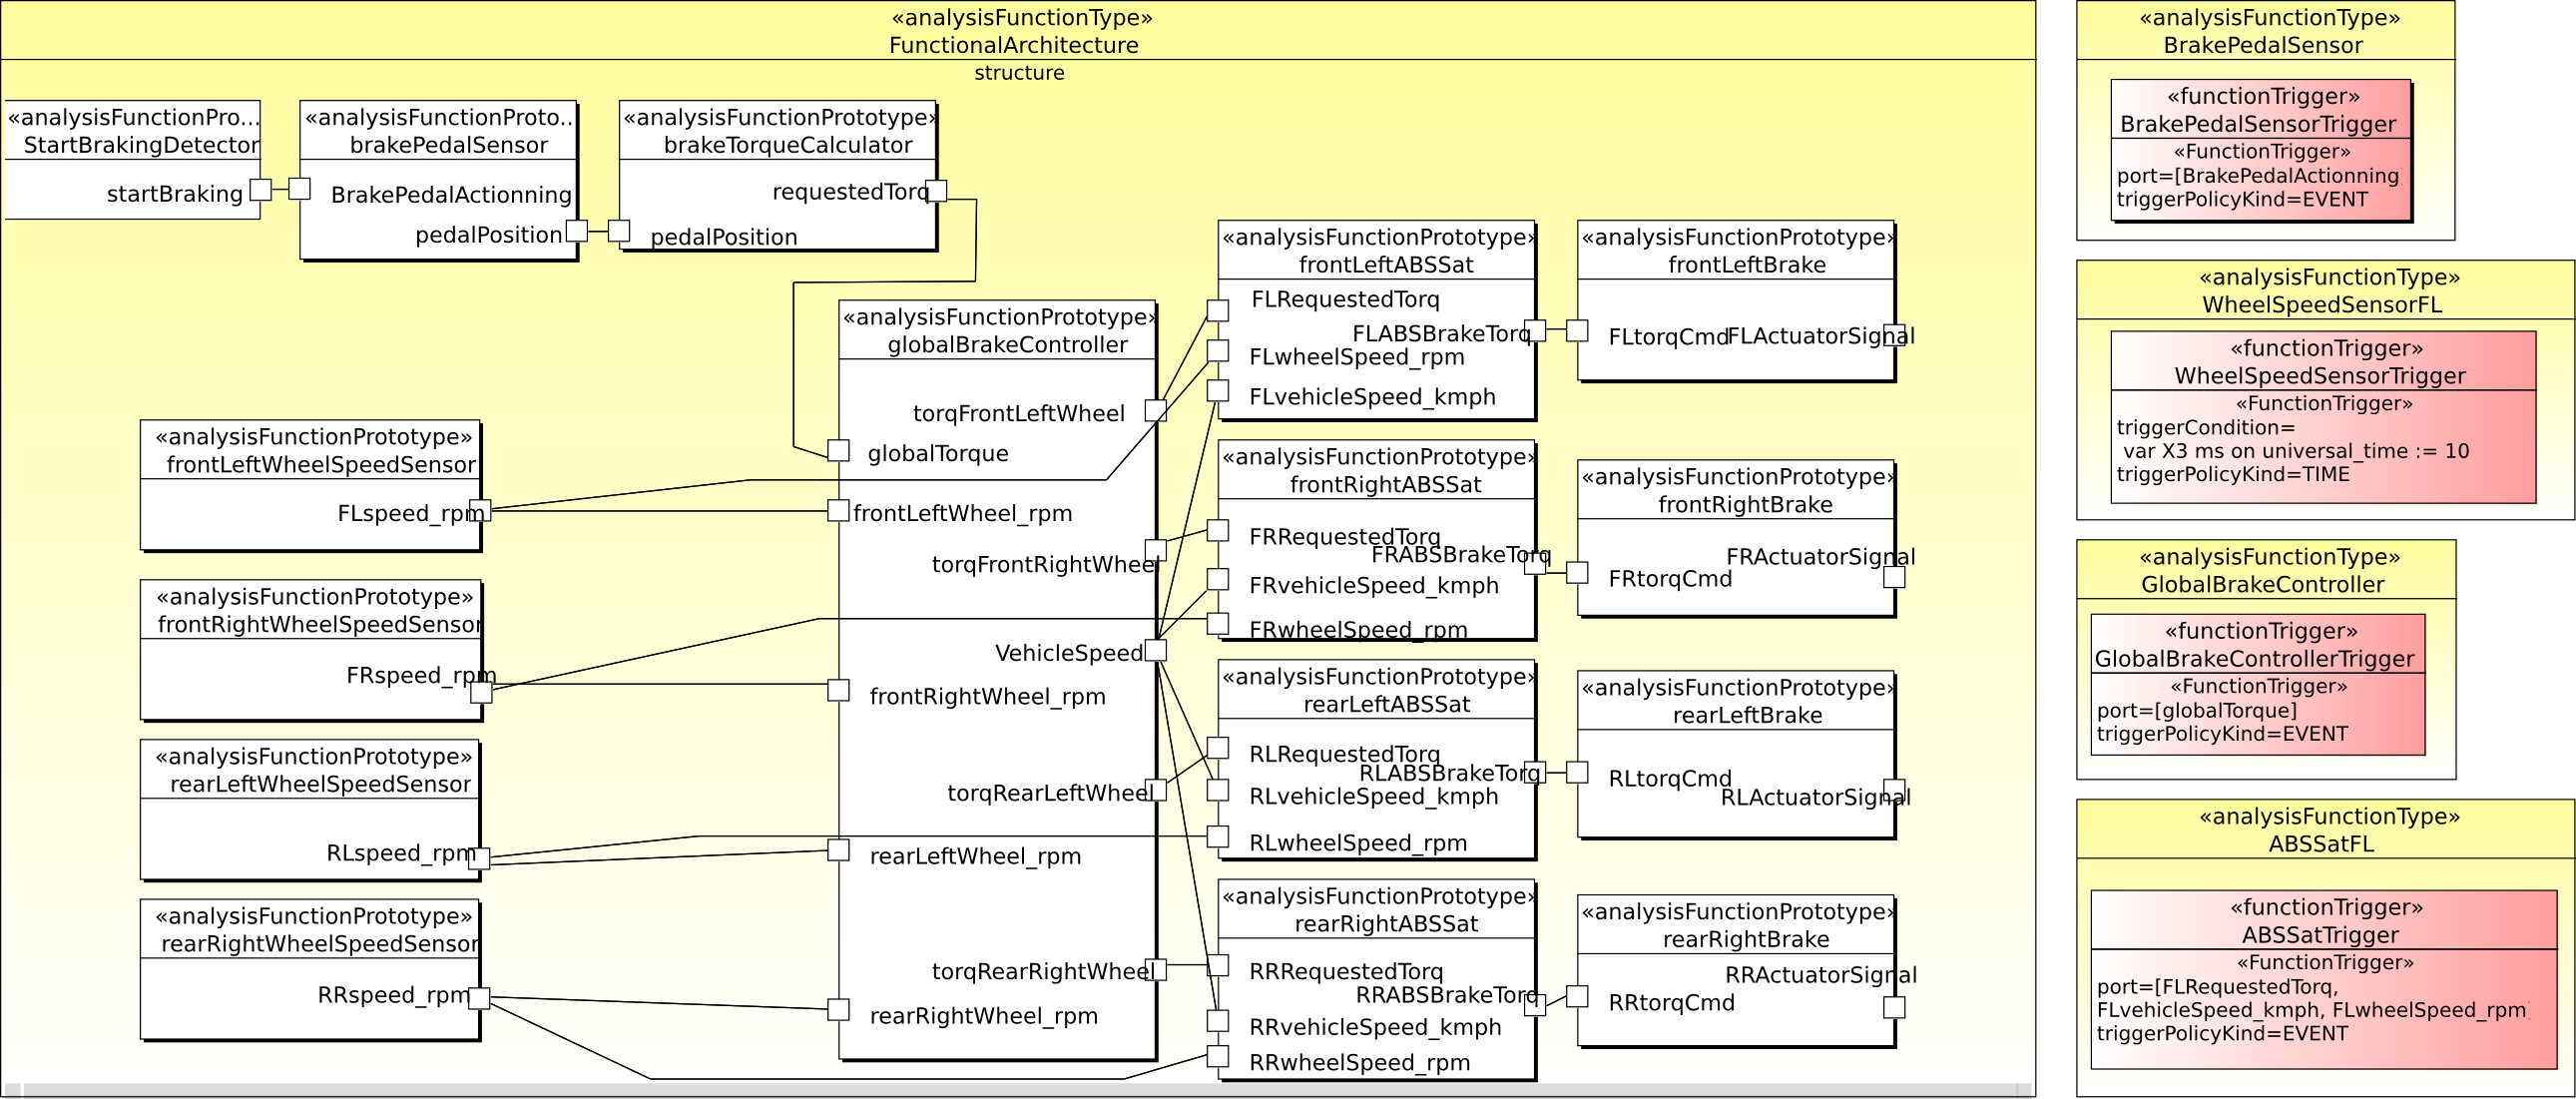 «analysisFunctionType»
FunctionalArchitecture
structure
«analysisFunctionPro...
StartBrakingDetector
startBraking
«analysisFunctionProto..
brakePedalSensor
BrakePedalActionning
pedalPosition
«analysisFunctionPrototype»
brakeTorqueCalculator
requestedTorq
pedalPosition
«analysisFunctionPrototype»
frontLeftWheelSpeedSensor
FLspeed_rpm
«analysisFunctionPrototype»
frontRightWheelSpeedSensor
FRspeed_rpm
«analysisFunctionPrototype»
rearLeftWheelSpeedSensor
RLspeed_rpm
«analysisFunctionPrototype»
rearRightWheelSpeedSensor
RRspeed_rpm
«analysisFunctionPrototype»
globalBrakeController
torqFrontLeftWheel
globalTorque
frontLeftWheel_rpm
torqFrontRightWheel
VehicleSpeed
frontRightWheel_rpm
torqRearLeftWheel
rearLeftWheel_rpm
torqRearRightWheel
rearRightWheel_rpm
«analysisFunctionPrototype»
frontLeftABSSat
FLRequestedTorq
FLABSBrakeTorq
FLwheelSpeed_rpm
FLvehicleSpeed_kmph
«analysisFunctionPrototype»
frontRightABSSat
FRRequestedTorq
FRABSBrakeTorq
FRvehicleSpeed_kmph
FRwheelSpeed_rpm
«analysisFunctionPrototype»
rearLeftABSSat
RLRequestedTorq
RLABSBrakeTorq
RLvehicleSpeed_kmph
RLwheelSpeed_rpm
«analysisFunctionPrototype»
rearRightABSSat
RRRequestedTorq
RRABSBrakeTorq
RRvehicleSpeed_kmph
RRwheelSpeed_rpm
«analysisFunctionPrototype»
frontLeftBrake
FLtorqCmd FLActuatorSignal
«analysisFunctionPrototype»
frontRightBrake
FRActuatorSignal
FRtorqCmd
«analysisFunctionPrototype»
rearLeftBrake
RLtorqCmd
RLActuatorSignal
«analysisFunctionPrototype»
rearRightBrake
RRActuatorSignal
RRtorqCmd
«analysisFunctionType»
BrakePedalSensor
«functionTrigger»
BrakePedalSensorTrigger
«FunctionTrigger»
port=[BrakePedalActionning
triggerPolicyKind=EVENT
«analysisFunctionType»
WheelSpeedSensorFL
«functionTrigger»
WheelSpeedSensorTrigger
«FunctionTrigger»
triggerCondition=
var X3 ms on universal_time := 10
triggerPolicyKind=TIME
«analysisFunctionType»
GlobalBrakeController
«functionTrigger»
GlobalBrakeControllerTrigger
«FunctionTrigger»
port=[globalTorque]
triggerPolicyKind=EVENT
«analysisFunctionType»
ABSSatFL
«functionTrigger»
ABSSatTrigger
«FunctionTrigger»
port=[FLRequestedTorq,
FLvehicleSpeed_kmph, FLwheelSpeed_rpm
triggerPolicyKind=EVENT